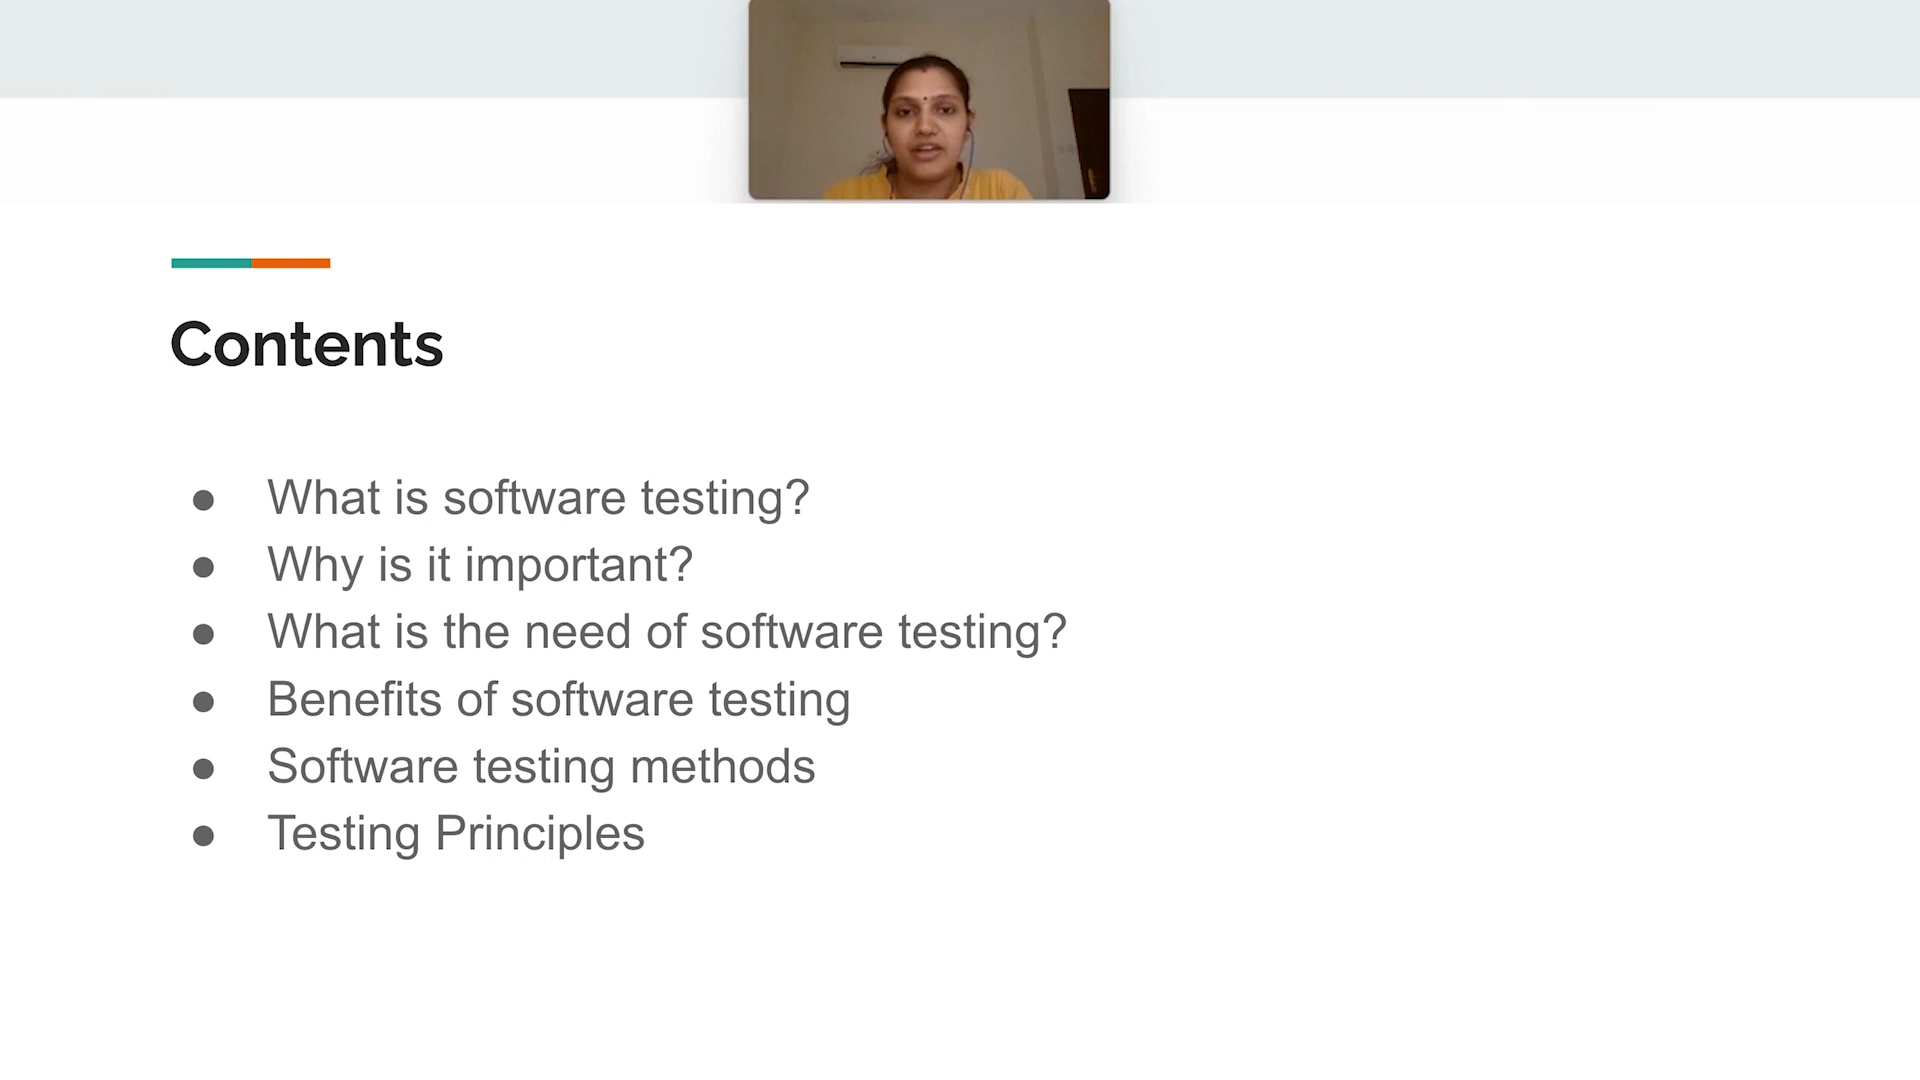 Contents
● What is software testing?
● Why is it important?
● What is the need of software testing?
● Benefits of software testing
● Software testing methods
● Testing Principles